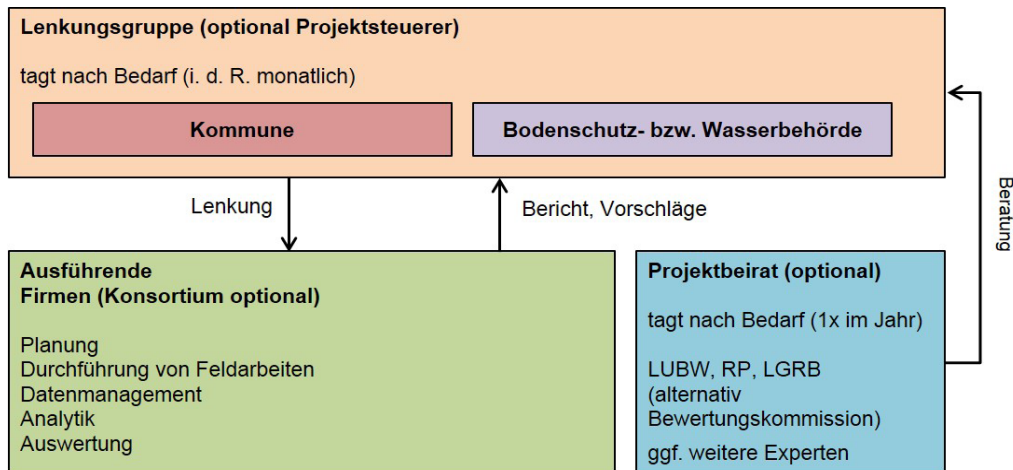 Lenkungsgruppe (optional Projektsteuerer)
tagt nach Bedarf (i. d. R. monatlich)
Kommune
Bodenschutz- bzw. Wasserbehörde
Lenkung
Bericht, Vorschläge
Beratung
Ausführende
Firmen (Konsortium optional)
Planung
Durchführung von Feldarbeiten
Datenmanagement
Analytik
Auswertung
Projektbeirat (optional)
tagt nach Bedarf (1x im Jahr)
LUBW, RP, LGRB
(alternativ
Bewertungskommission)
ggf. weitere Experten